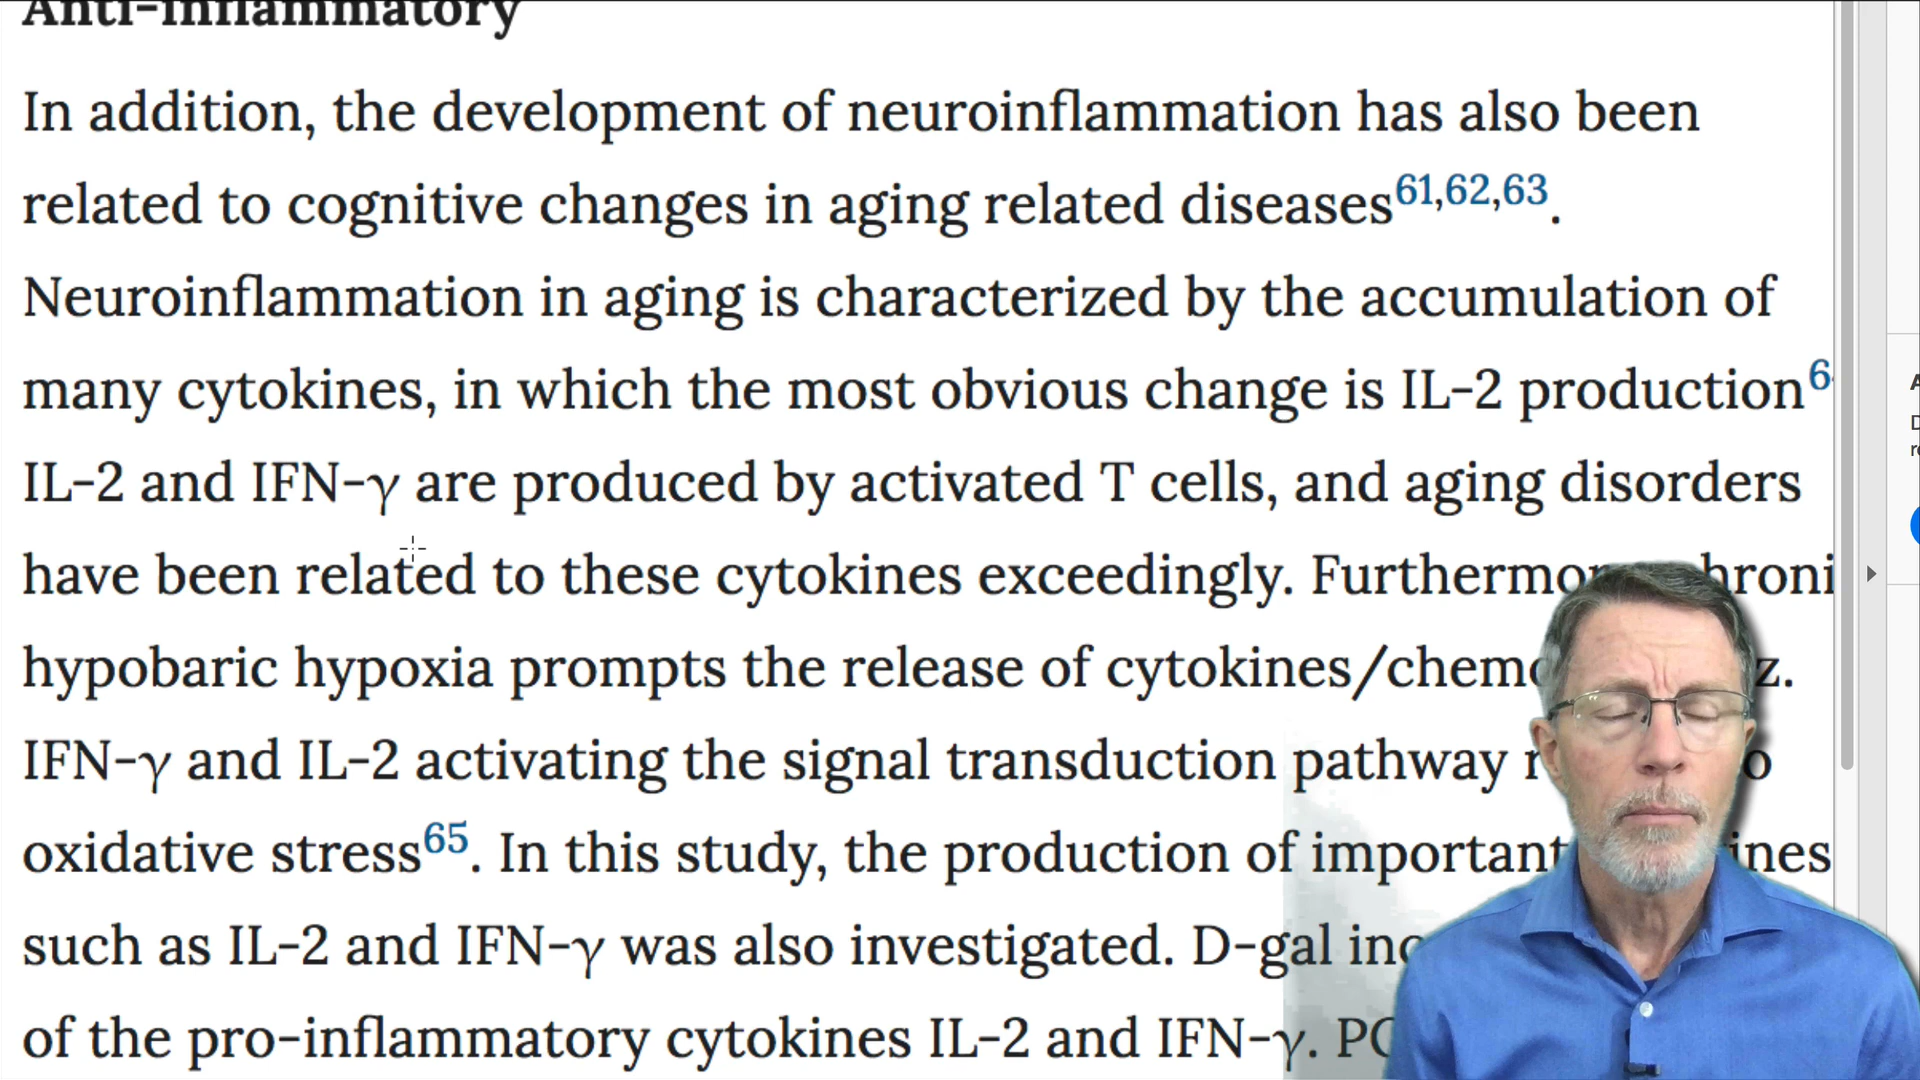 Anti-inflammatory
In addition, the development of neuroinflammation has also been
related to cognitive changes in aging related diseases61,62,63.
Neuroinflammation in aging is characterized by the accumulation of
many cytokines, in which the most obvious change is IL-2 production
IL-2 and IFN-γ are produced by activated T cells, and aging disorders
have been related to these cytokines exceedingly.
hypobaric hypoxia prompts the release of z.
IFN-γ and IL-2 activating the signal transduction pathway
oxidative stress65. In this study, the production of important
such as IL-2 and IFN-γ was also investigated. D-gal
of the pro-inflammatory cytokines IL-2 and IFN-γ.